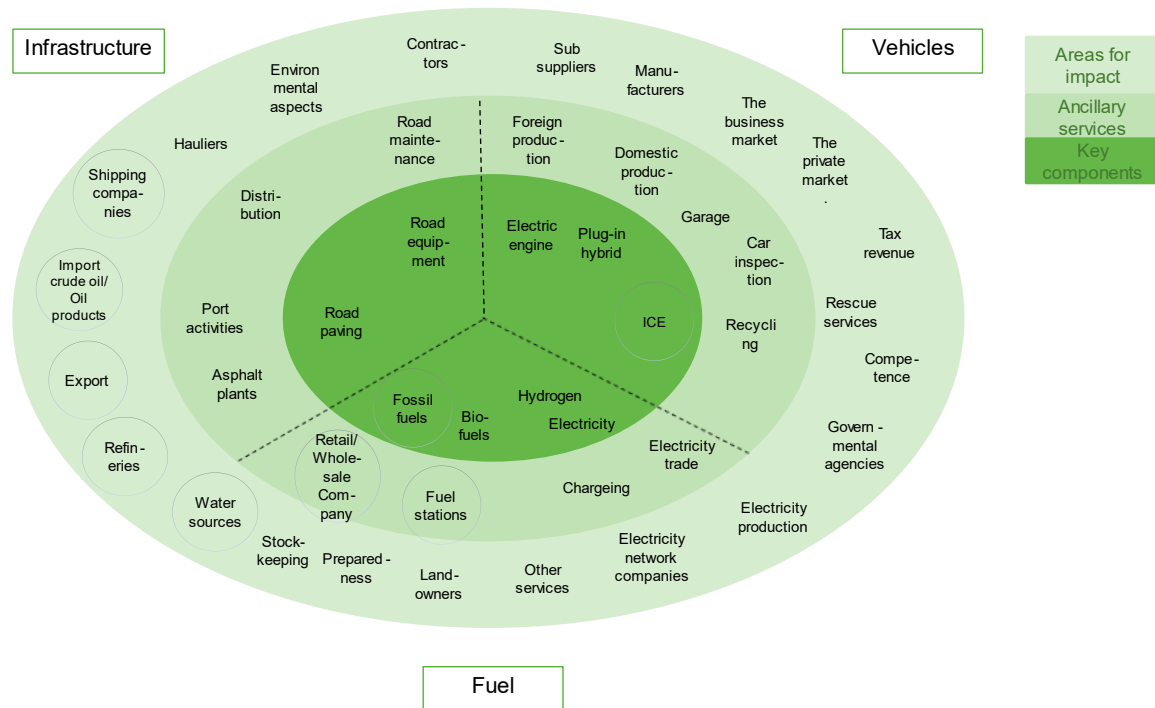 Infrastructure
Vehicles
Areas for
impact
Ancillary
services
Key
components
Contrac-
tors
Sub
suppliers
Manu-
facturers
Environ
mental
aspects
The
business
market
The
private
market
.
Hauliers
Shipping
compa-
nies
Import
crude oil/
Oil
products
Export
Refin-
eries
Water
sources
Stock-
keeping
Prepared-
ness
Land-
owners
Other
services
Electricity
network
companies
Electricity
production
Govern-
mental
agencies
Compe-
tence
Rescue
services
Tax
revenue
Road
mainte-
nance
Foreign
produc-
tion
Domestic
produc-
tion
Garage
Car
inspec-
tion
Recycli
ng
Distri-
bution
Port
activities
Asphalt
plants
Retail/
Whole-
sale
Com-
pany
Fuel
stations
Chargeing
Electricity
trade
Road
equip-
ment
Road
paving
Electric
engine
Plug-in
hybrid
ICE
Fossil
fuels
Bio-
fuels
Hydrogen
Electricity
Fuel